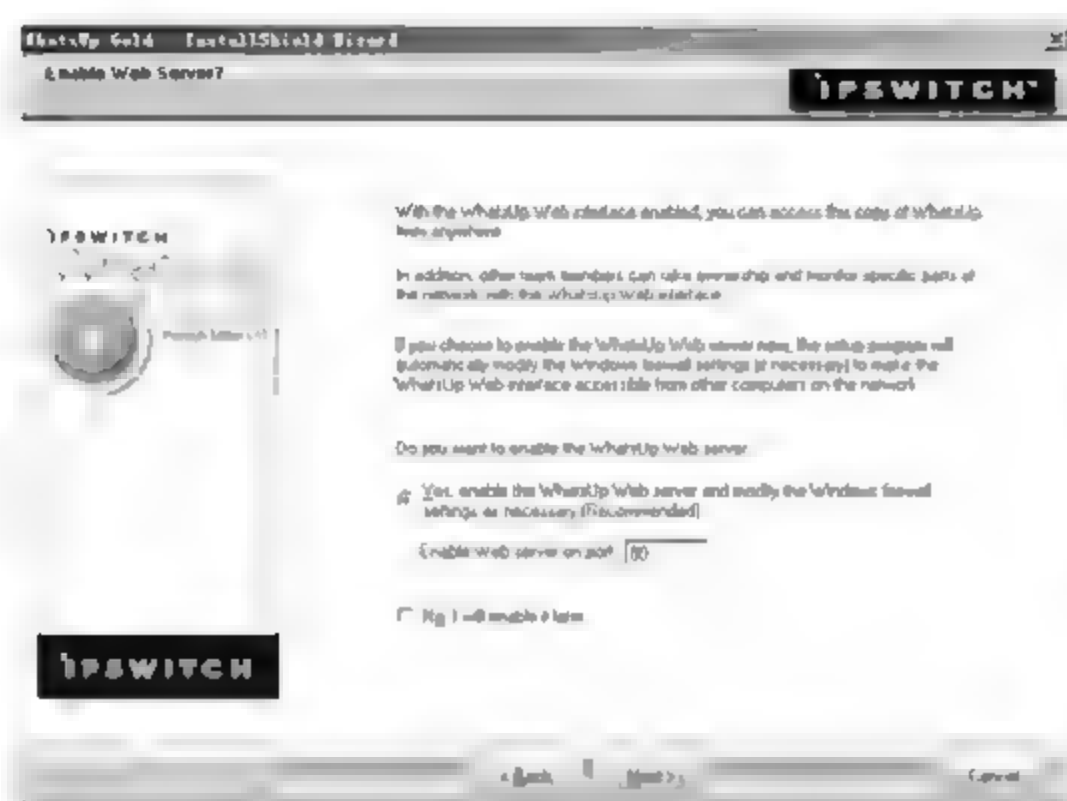 WhatsUp Gold InstallShield Wizard
Enable Web Server?
IPSWITCH
IPSWITCH
With the WhatsUp Web interface enabled, you can access this copy of WhatsUp
from anywhere
In addition, other team members can take ownership and monitor specific parts of
the network with the WhatsUp Web interface
If you choose to enable the WhatsUp Web server now, the setup program will
automatically modify the Windows firewall settings (if necessary) to make the
WhatsUp Web interface accessible from other computers on the network
Do you want to enable the WhatsUp Web server
Yes, enable the WhatsUp Web server and modify the Windows firewall
settings as necessary (Recommended)
Enable Web server on port 80
No, I will enable it later
IPSWITCH
< Back Next > Cancel